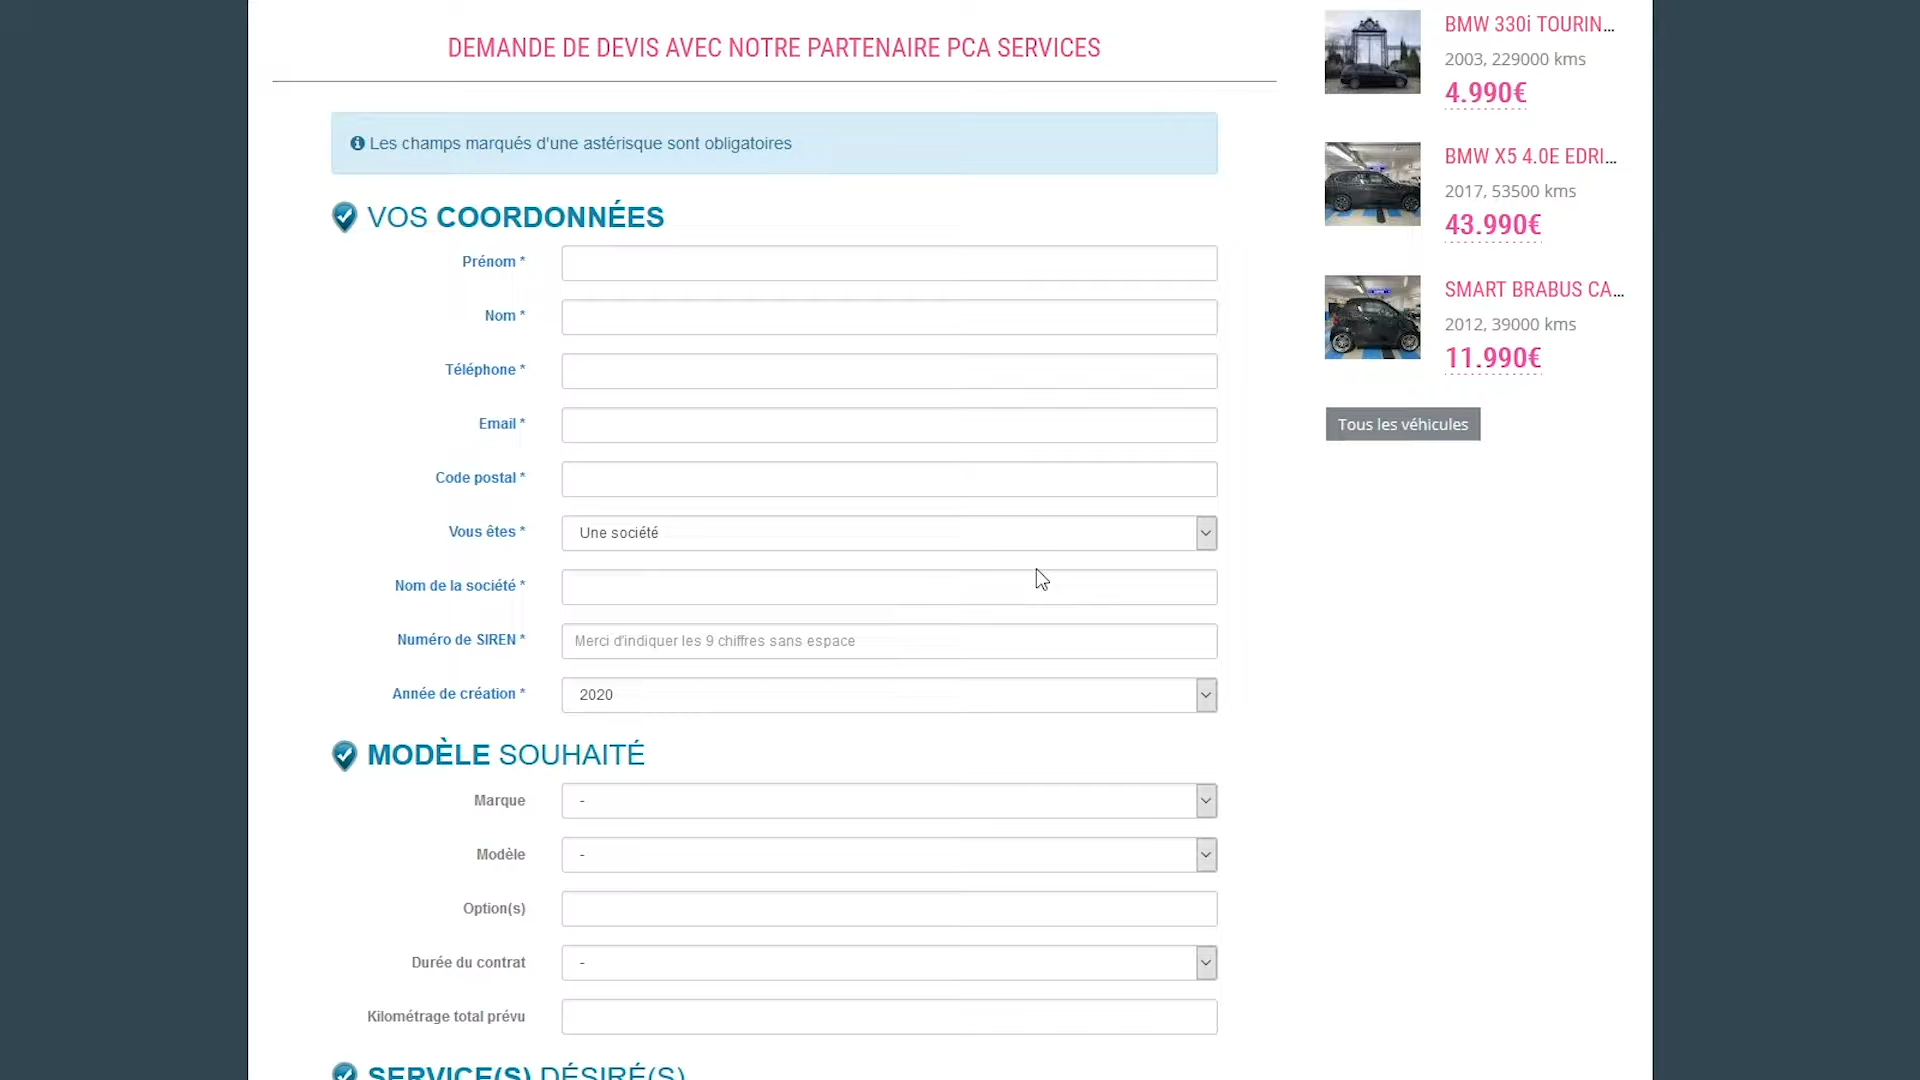 DEMANDE DE DEVIS AVEC NOTRE PARTENAIRE PCA SERVICES
Les champs marqués d'une astérisque sont obligatoires
VOS COORDONNÉES
Prénom *
Nom *
Téléphone *
Email *
Code postal *
Vous êtes *
Une société
Nom de la société *
Numéro de SIREN *
Merci d'indiquer les 9 chiffres sans espace
Année de création *
2020
MODÈLE SOUHAITÉ
Marque
-
Modèle
-
Option(s)
Durée du contrat
-
Kilométrage total prévu
SERVICE(S) DÉSIRÉ(S)
BMW 330i TOURIN...
2003, 229000 kms
4.990€
BMW X5 4.0E EDRI...
2017, 53500 kms
43.990€
SMART BRABUS CA...
2012, 39000 kms
11.990€
Tous les véhicules